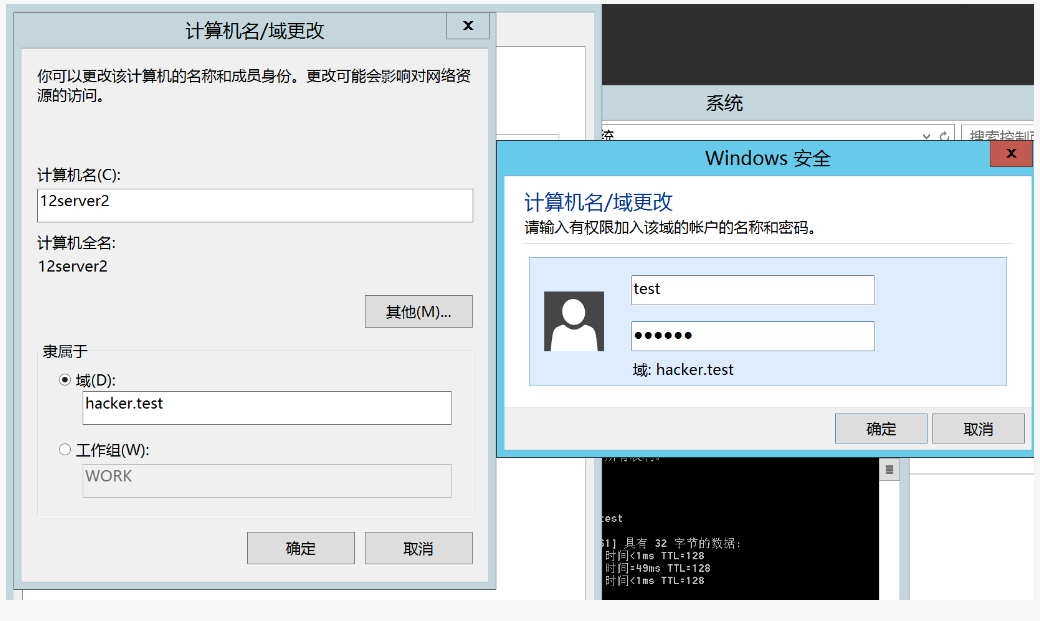 计算机名/域更改
x
你可以更改该计算机的名称和成员身份。更改可能会影响对网络资
源的访问。
计算机名(C):
12server2
计算机全名:
12server2
其他(M)...
隶属于
域(D):
hacker.test
工作组(W):
WORK
确定
取消
系统
统
搜索控制
Windows 安全
x
计算机名/域更改
请输入有权限加入该域的帐户的名称和密码。
test
●●●●●●
域: hacker.test
确定
取消
test
51] 具有 32 字节的数据:
时间<1ms TTL=128
时间=49ms TTL=128
时间<1ms TTL=128